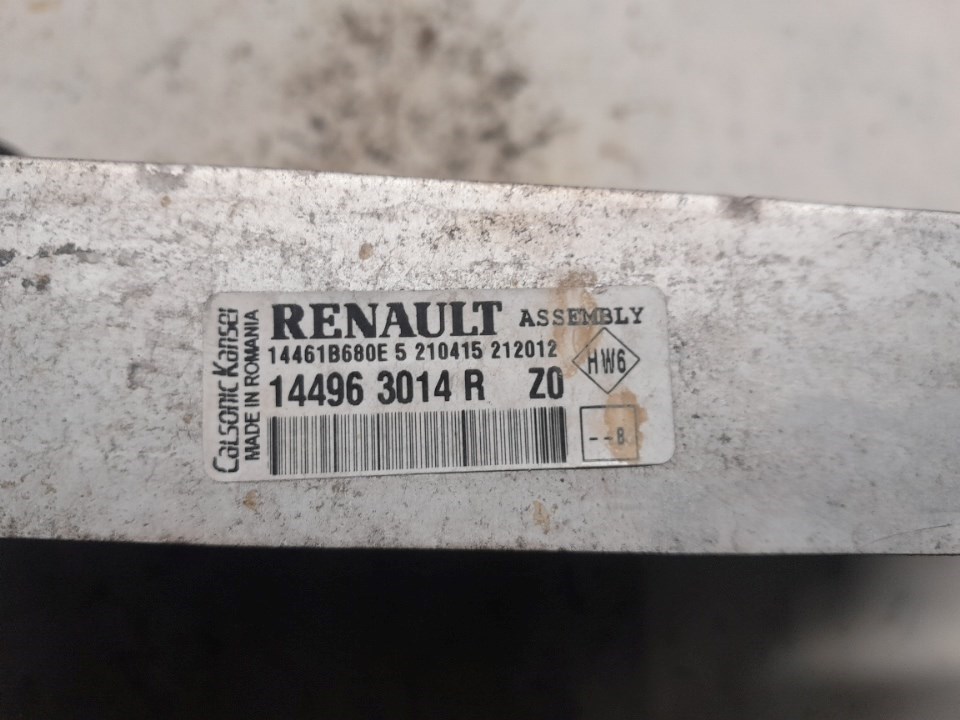 RENAULT ASSEMBLY
14461B680E 5 210415 212012
HW6
14496 3014 R Z0
--8
Calsonic Kansei
MADE IN ROMANIA